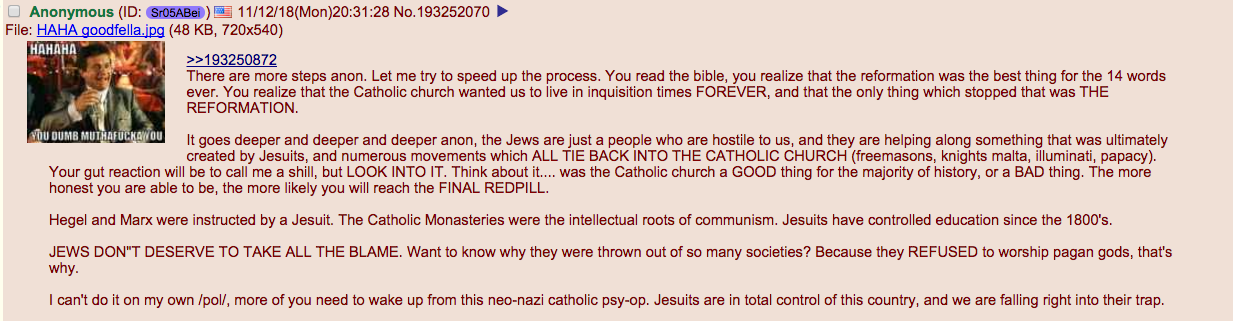 Anonymous (ID: Sr05ABei) 11/12/18(Mon)20:31:28 No.193252070 ▶
File: HAHA goodfella.jpg (48 KB, 720x540)
HAHAHA
YOU DUMB MUTHAFUCKA YOU
>>193250872
There are more steps anon. Let me try to speed up the process. You read the bible, you realize that the reformation was the best thing for the 14 words
ever. You realize that the Catholic church wanted us to live in inquisition times FOREVER, and that the only thing which stopped that was THE
REFORMATION.
It goes deeper and deeper and deeper anon, the Jews are just a people who are hostile to us, and they are helping along something that was ultimately
created by Jesuits, and numerous movements which ALL TIE BACK INTO THE CATHOLIC CHURCH (freemasons, knights malta, illuminati, papacy).
Your gut reaction will be to call me a shill, but LOOK INTO IT. Think about it.... was the Catholic church a GOOD thing for the majority of history, or a BAD thing. The more
honest you are able to be, the more likely you will reach the FINAL REDPILL.
Hegel and Marx were instructed by a Jesuit. The Catholic Monasteries were the intellectual roots of communism. Jesuits have controlled education since the 1800's.
JEWS DON"T DESERVE TO TAKE ALL THE BLAME. Want to know why they were thrown out of so many societies? Because they REFUSED to worship pagan gods, that's
why.
I can't do it on my own /pol/, more of you need to wake up from this neo-nazi catholic psy-op. Jesuits are in total control of this country, and we are falling right into their trap.